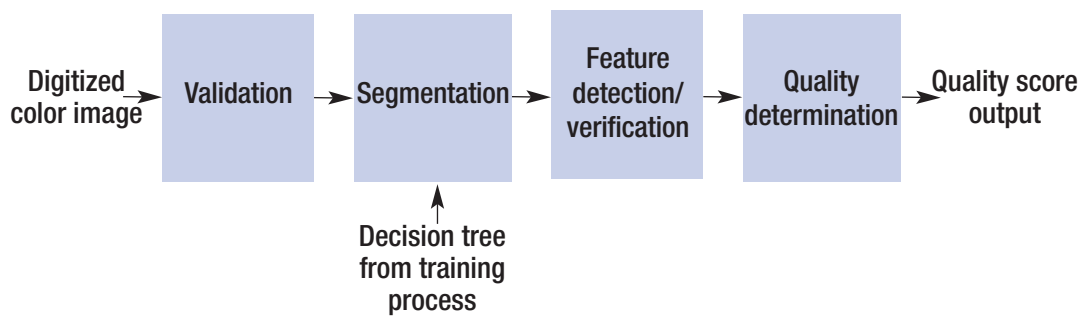 Digitized
color image
Validation
Segmentation
Feature
detection/
verification
Quality
determination
Quality score
output
Decision tree
from training
process